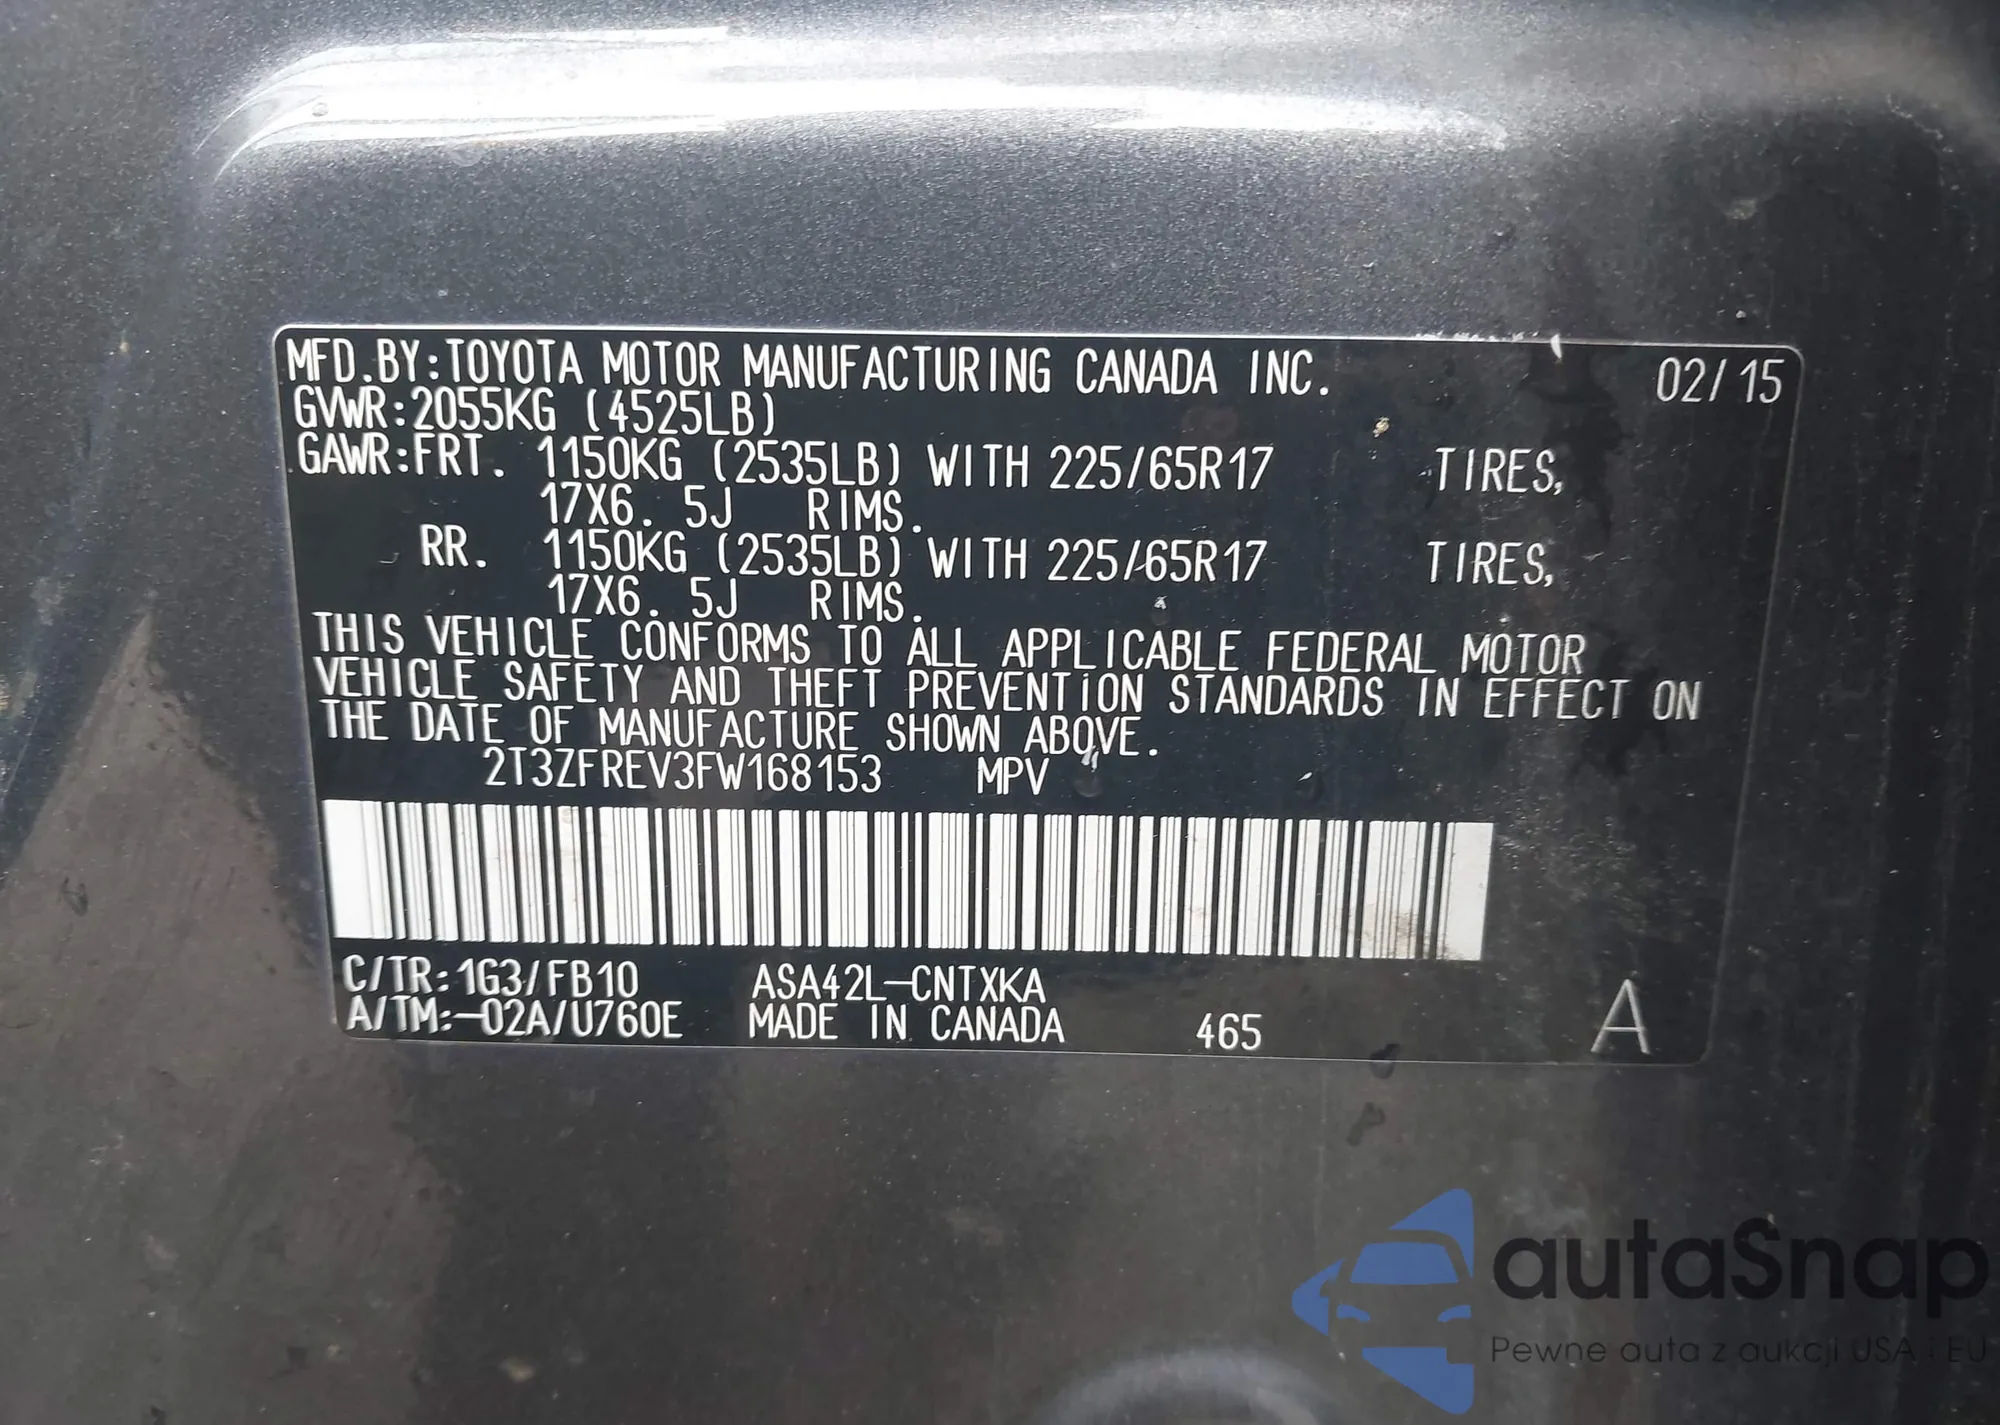 MFD.BY:TOYOTA MOTOR MANUFACTURING CANADA INC. 02/15
GVWR:2055KG (4525LB)
GAWR:FRT. 1150KG (2535LB) WITH 225/65R17 TIRES,
17X6. 5J RIMS.
RR. 1150KG (2535LB) WITH 225/65R17 TIRES,
17X6. 5J RIMS.
THIS VEHICLE CONFORMS TO ALL APPLICABLE FEDERAL MOTOR
VEHICLE SAFETY AND THEFT PREVENTION STANDARDS IN EFFECT ON
THE DATE OF MANUFACTURE SHOWN ABOVE.
2T3ZFREV3FW168153 MPV
C/TR:1G3/FB10 ASA42L-CNTXKA
A/TM:-02A/U760E MADE IN CANADA 465 A
autaSnap
Pewne auta z aukcji USA i EU